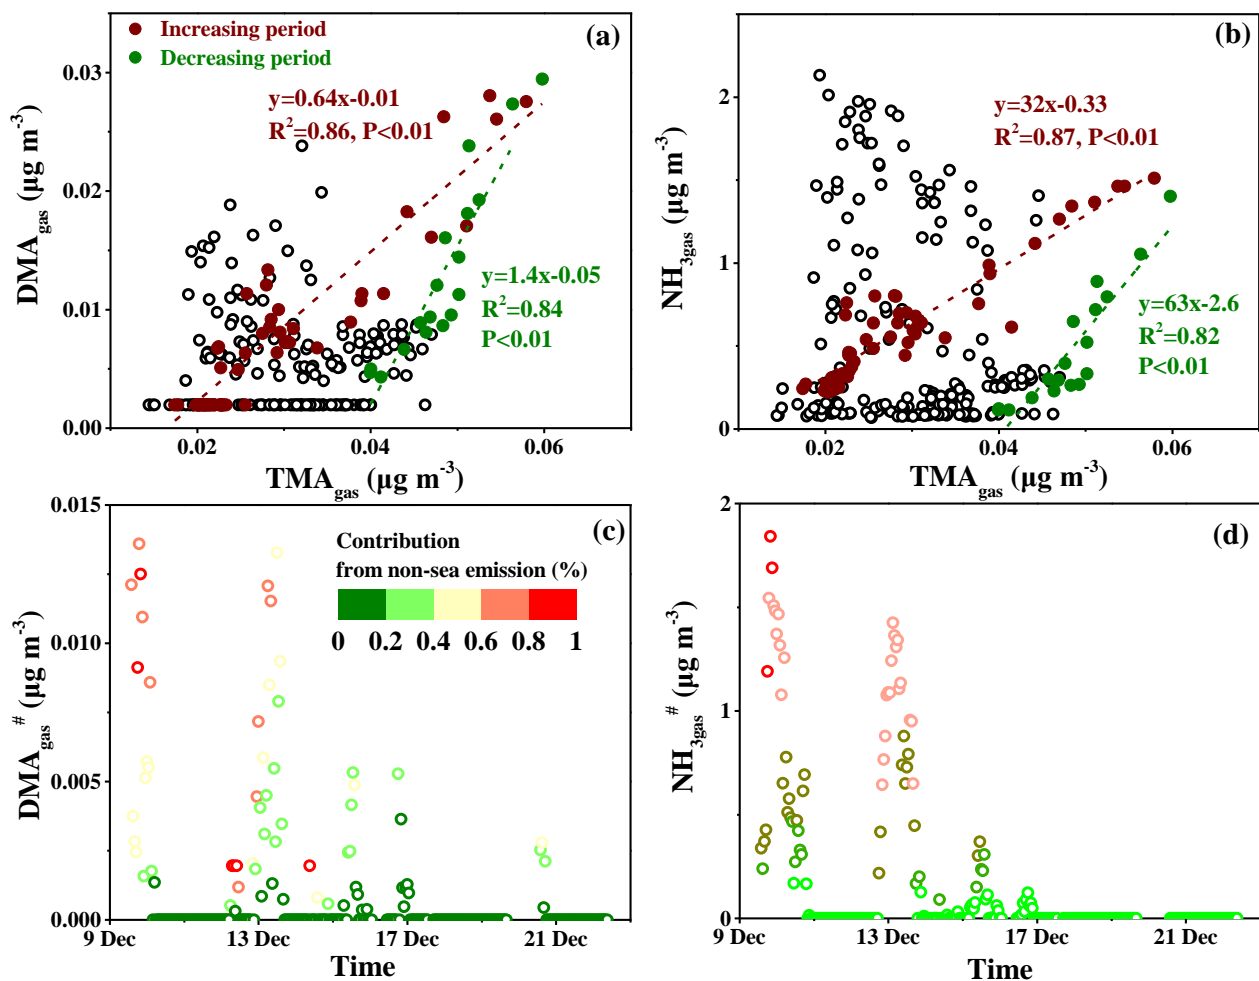 (a)
Increasing period
Decreasing period
y=0.64x-0.01
R²=0.86, P<0.01
y=1.4x-0.05
R²=0.84
P<0.01
0.03
0.02
0.01
0.00
DMAgas (μg m-3)
0.02
0.04
0.06
TMAgas (μg m-3)
(b)
y=32x-0.33
R²=0.87, P<0.01
y=63x-2.6
R²=0.82
P<0.01
2
1
0
NH3gas (μg m-3)
0.02
0.04
0.06
TMAgas (μg m-3)
(c)
Contribution
from non-sea emission (%)
0 0.2 0.4 0.6 0.8 1
0.015
0.010
0.005
0.000
DMAgas# (μg m-3)
9 Dec
13 Dec
17 Dec
21 Dec
Time
(d)
2
1
0
NH3gas# (μg m-3)
9 Dec
13 Dec
17 Dec
21 Dec
Time